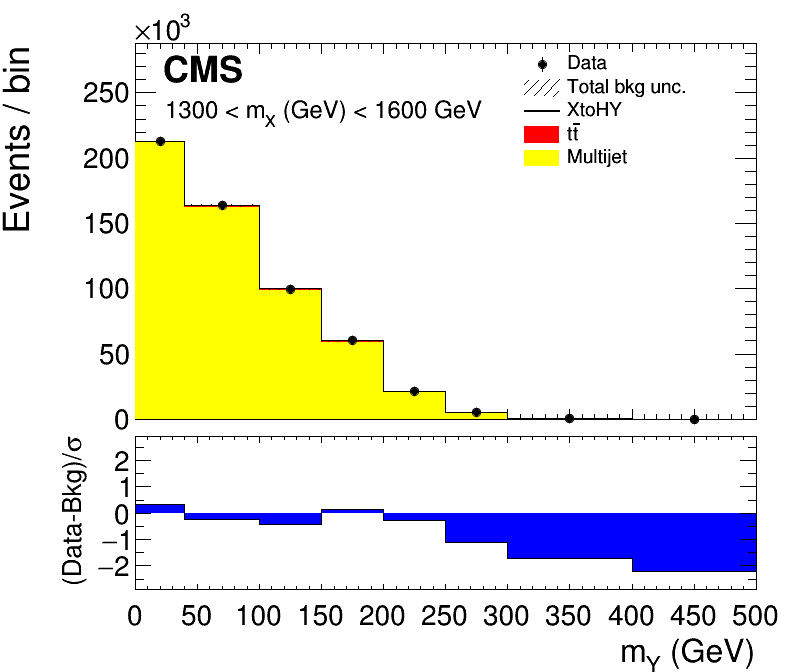 ×10³
Events / bin
CMS
1300 < m_X (GeV) < 1600 GeV
Data
Total bkg unc.
XtoHY
tt̄
Multijet
250
200
150
100
50
0
(Data-Bkg)/σ
2
1
0
−1
−2
0 50 100 150 200 250 300 350 400 450 500
m_Y (GeV)